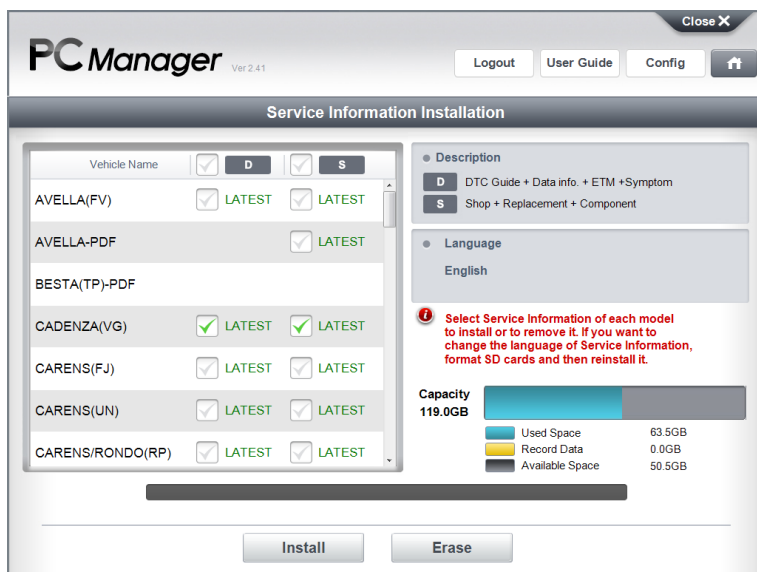 Close X
PC Manager Ver 2.41
Logout User Guide Config
Service Information Installation
Vehicle Name D S
AVELLA(FV) LATEST LATEST
AVELLA-PDF LATEST
BESTA(TP)-PDF
CADENZA(VG) LATEST LATEST
CARENS(FJ) LATEST LATEST
CARENS(UN) LATEST LATEST
CARENS/RONDO(RP) LATEST LATEST
Description
D DTC Guide + Data info. + ETM +Symptom
S Shop + Replacement + Component
Language
English
Select Service Information of each model
to install or to remove it. If you want to
change the language of Service Information,
format SD cards and then reinstall it.
Capacity
119.0GB
Used Space 63.5GB
Record Data 0.0GB
Available Space 50.5GB
Install Erase